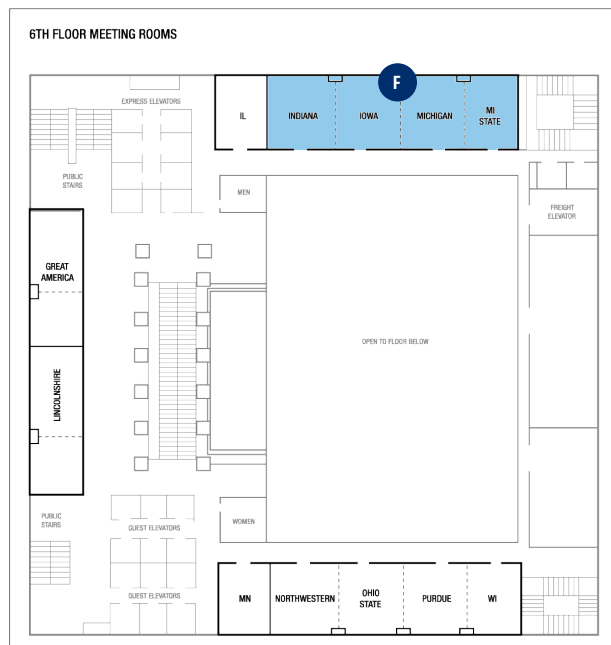 6TH FLOOR MEETING ROOMS
F
EXPRESS ELEVATORS
IL
INDIANA
IOWA
MICHIGAN
MI
STATE
PUBLIC
STAIRS
MEN
FREIGHT
ELEVATOR
GREAT
AMERICA
OPEN TO FLOOR BELOW
LINCOLNSHIRE
PUBLIC
STAIRS
GUEST ELEVATORS
WOMEN
GUEST ELEVATORS
MN
NORTHWESTERN
OHIO
STATE
PURDUE
WI